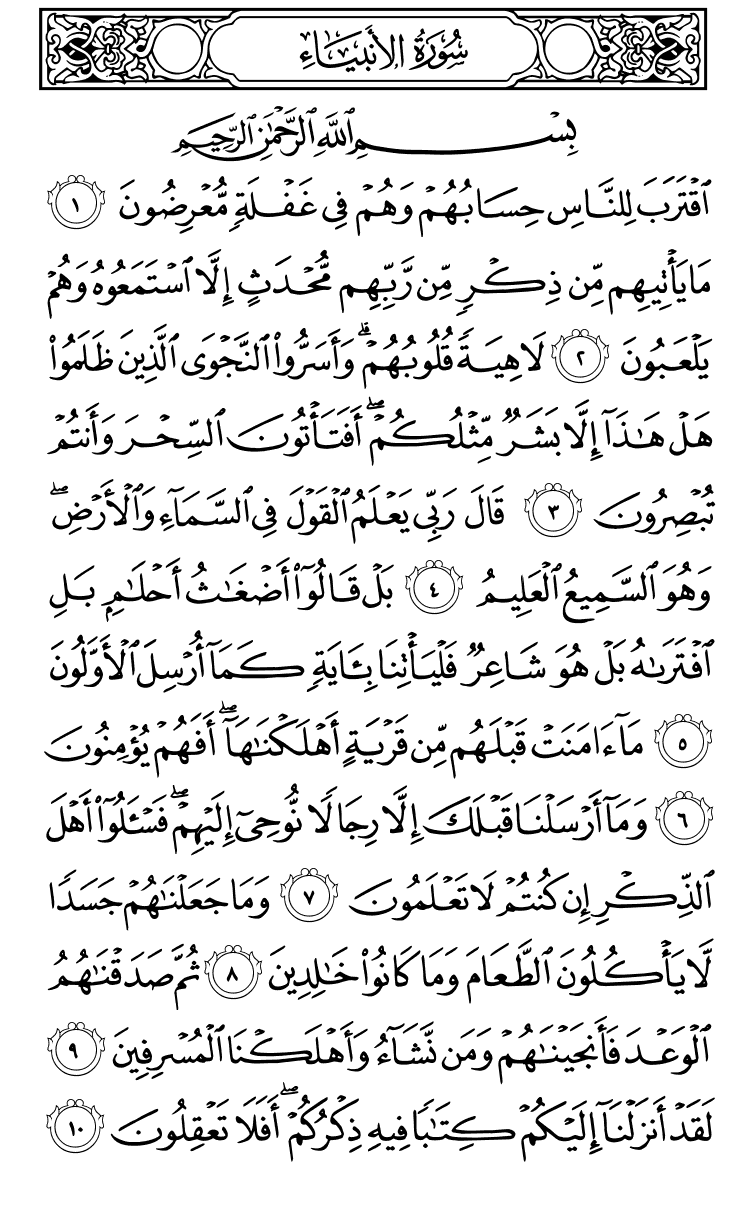 سُورَةُ الأَنبِيَاءِ
بِسْمِ ٱللَّهِ ٱلرَّحْمَٰنِ ٱلرَّحِيمِ
ٱقْتَرَبَ لِلنَّاسِ حِسَابُهُمْ وَهُمْ فِى غَفْلَةٍ مُّعْرِضُونَ ١
مَا يَأْتِيهِم مِّن ذِكْرٍ مِّن رَّبِّهِم مُّحْدَثٍ إِلَّا ٱسْتَمَعُوهُ وَهُمْ
يَلْعَبُونَ ٢ لَاهِيَةً قُلُوبُهُمْ ۗ وَأَسَرُّوا۟ ٱلنَّجْوَى ٱلَّذِينَ ظَلَمُوا۟
هَلْ هَٰذَآ إِلَّا بَشَرٌ مِّثْلُكُمْ ۖ أَفَتَأْتُونَ ٱلسِّحْرَ وَأَنتُمْ
تُبْصِرُونَ ٣ قَالَ رَبِّى يَعْلَمُ ٱلْقَوْلَ فِى ٱلسَّمَآءِ وَٱلْأَرْضِ ۖ
وَهُوَ ٱلسَّمِيعُ ٱلْعَلِيمُ ٤ بَلْ قَالُوٓا۟ أَضْغَٰثُ أَحْلَٰمٍۭ بَلِ
ٱفْتَرَىٰهُ بَلْ هُوَ شَاعِرٌ فَلْيَأْتِنَا بِـَٔايَةٍ كَمَآ أُرْسِلَ ٱلْأَوَّلُونَ
٥ مَآ ءَامَنَتْ قَبْلَهُم مِّن قَرْيَةٍ أَهْلَكْنَٰهَآ ۖ أَفَهُمْ يُؤْمِنُونَ
٦ وَمَآ أَرْسَلْنَا قَبْلَكَ إِلَّا رِجَالًا نُّوحِىٓ إِلَيْهِمْ ۖ فَسْـَٔلُوٓا۟ أَهْلَ
ٱلذِّكْرِ إِن كُنتُمْ لَا تَعْلَمُونَ ٧ وَمَا جَعَلْنَٰهُمْ جَسَدًا
لَّا يَأْكُلُونَ ٱلطَّعَامَ وَمَا كَانُوا۟ خَٰلِدِينَ ٨ ثُمَّ صَدَقْنَٰهُمُ
ٱلْوَعْدَ فَأَنجَيْنَٰهُمْ وَمَن نَّشَآءُ وَأَهْلَكْنَا ٱلْمُسْرِفِينَ ٩
لَقَدْ أَنزَلْنَآ إِلَيْكُمْ كِتَٰبًا فِيهِ ذِكْرُكُمْ ۖ أَفَلَا تَعْقِلُونَ ١٠